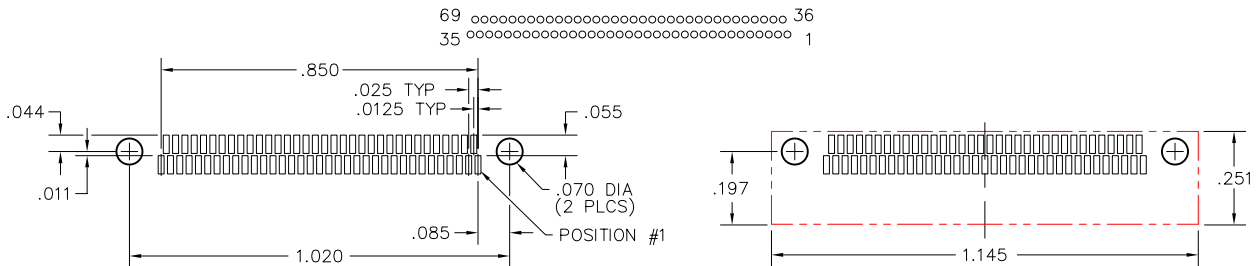 69 36
35 1
.850
.025 TYP
.0125 TYP
.044
.055
.011
.070 DIA
(2 PLCS)
.085
POSITION #1
1.020
.197
.251
1.145